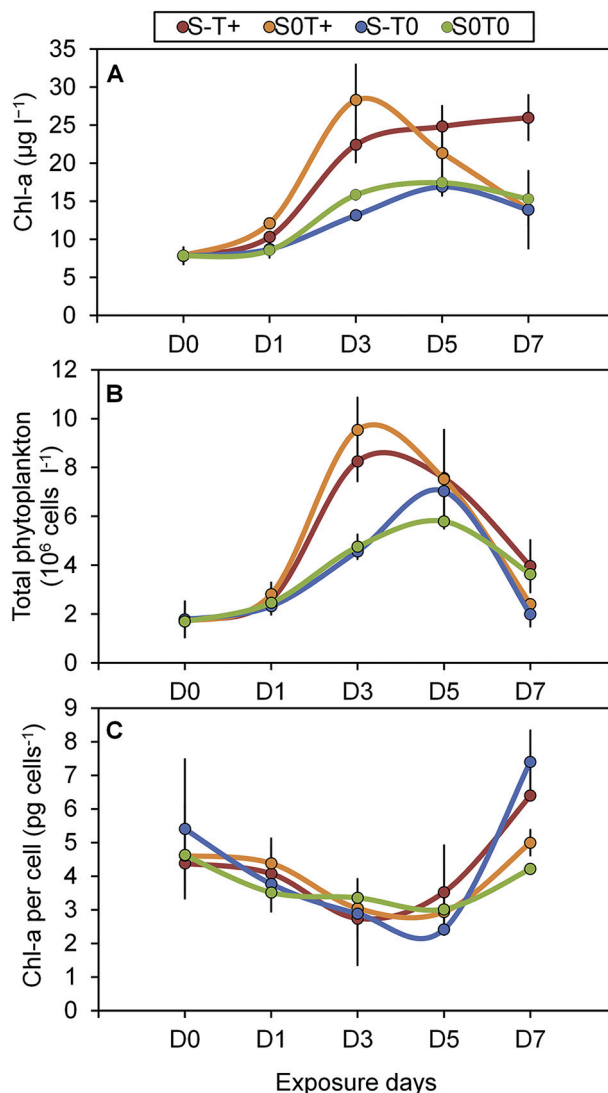 S-T+ S0T+ S-T0 S0T0
A
Chl-a (µg l⁻¹)
35
30
25
20
15
10
5
0
D0 D1 D3 D5 D7
B
Total phytoplankton
(10⁶ cells l⁻¹)
12
10
8
6
4
2
0
D0 D1 D3 D5 D7
C
Chl-a per cell (pg cells⁻¹)
9
8
7
6
5
4
3
2
1
0
D0 D1 D3 D5 D7
Exposure days